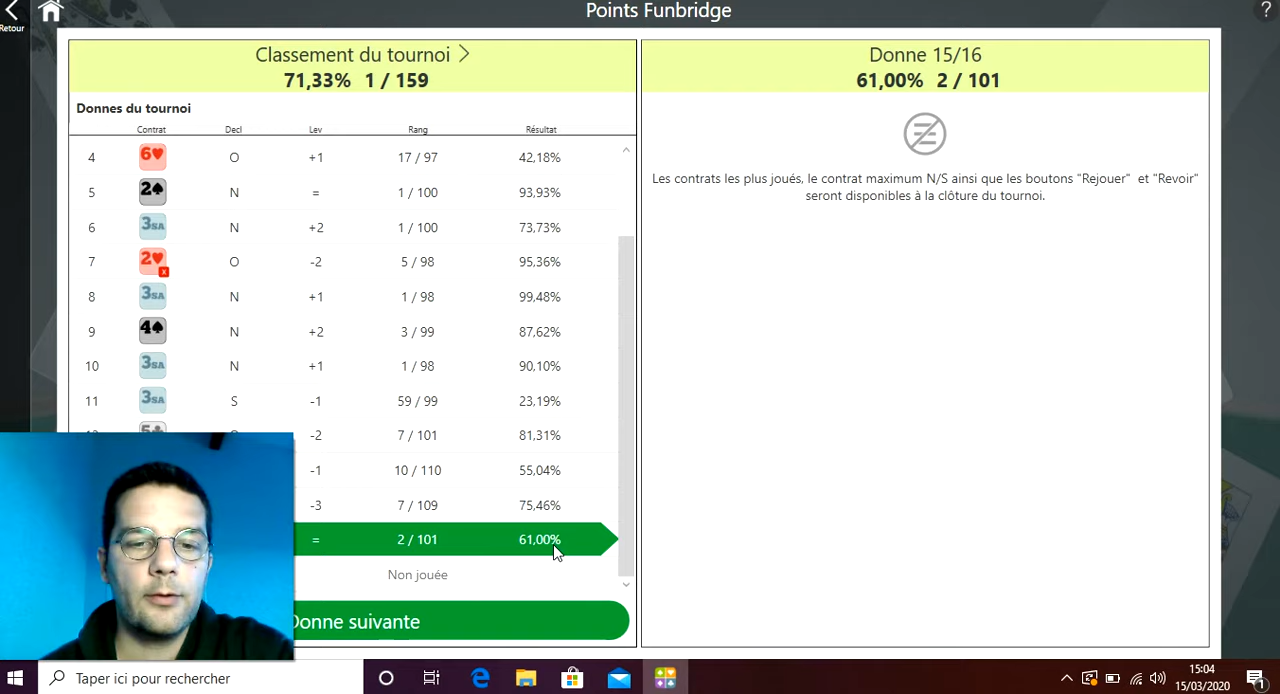 Points Funbridge
?
Retour
Classement du tournoi >
71,33% 1 / 159
Donnes du tournoi
Contrat Decl Lev Rang Résultat
4 6♥ O +1 17 / 97 42,18%
5 2♠ N = 1 / 100 93,93%
6 3SA N +2 1 / 100 73,73%
7 2♥ x O -2 5 / 98 95,36%
8 3SA N +1 1 / 98 99,48%
9 4♠ N +2 3 / 99 87,62%
10 3SA N +1 1 / 98 90,10%
11 3SA S -1 59 / 99 23,19%
-2 7 / 101 81,31%
-1 10 / 110 55,04%
-3 7 / 109 75,46%
= 2 / 101 61,00%
Non jouée
Donne suivante
Donne 15/16
61,00% 2 / 101
Les contrats les plus joués, le contrat maximum N/S ainsi que les boutons "Rejouer" et "Revoir"
seront disponibles à la clôture du tournoi.
Taper ici pour rechercher
15:04
15/03/2020
1